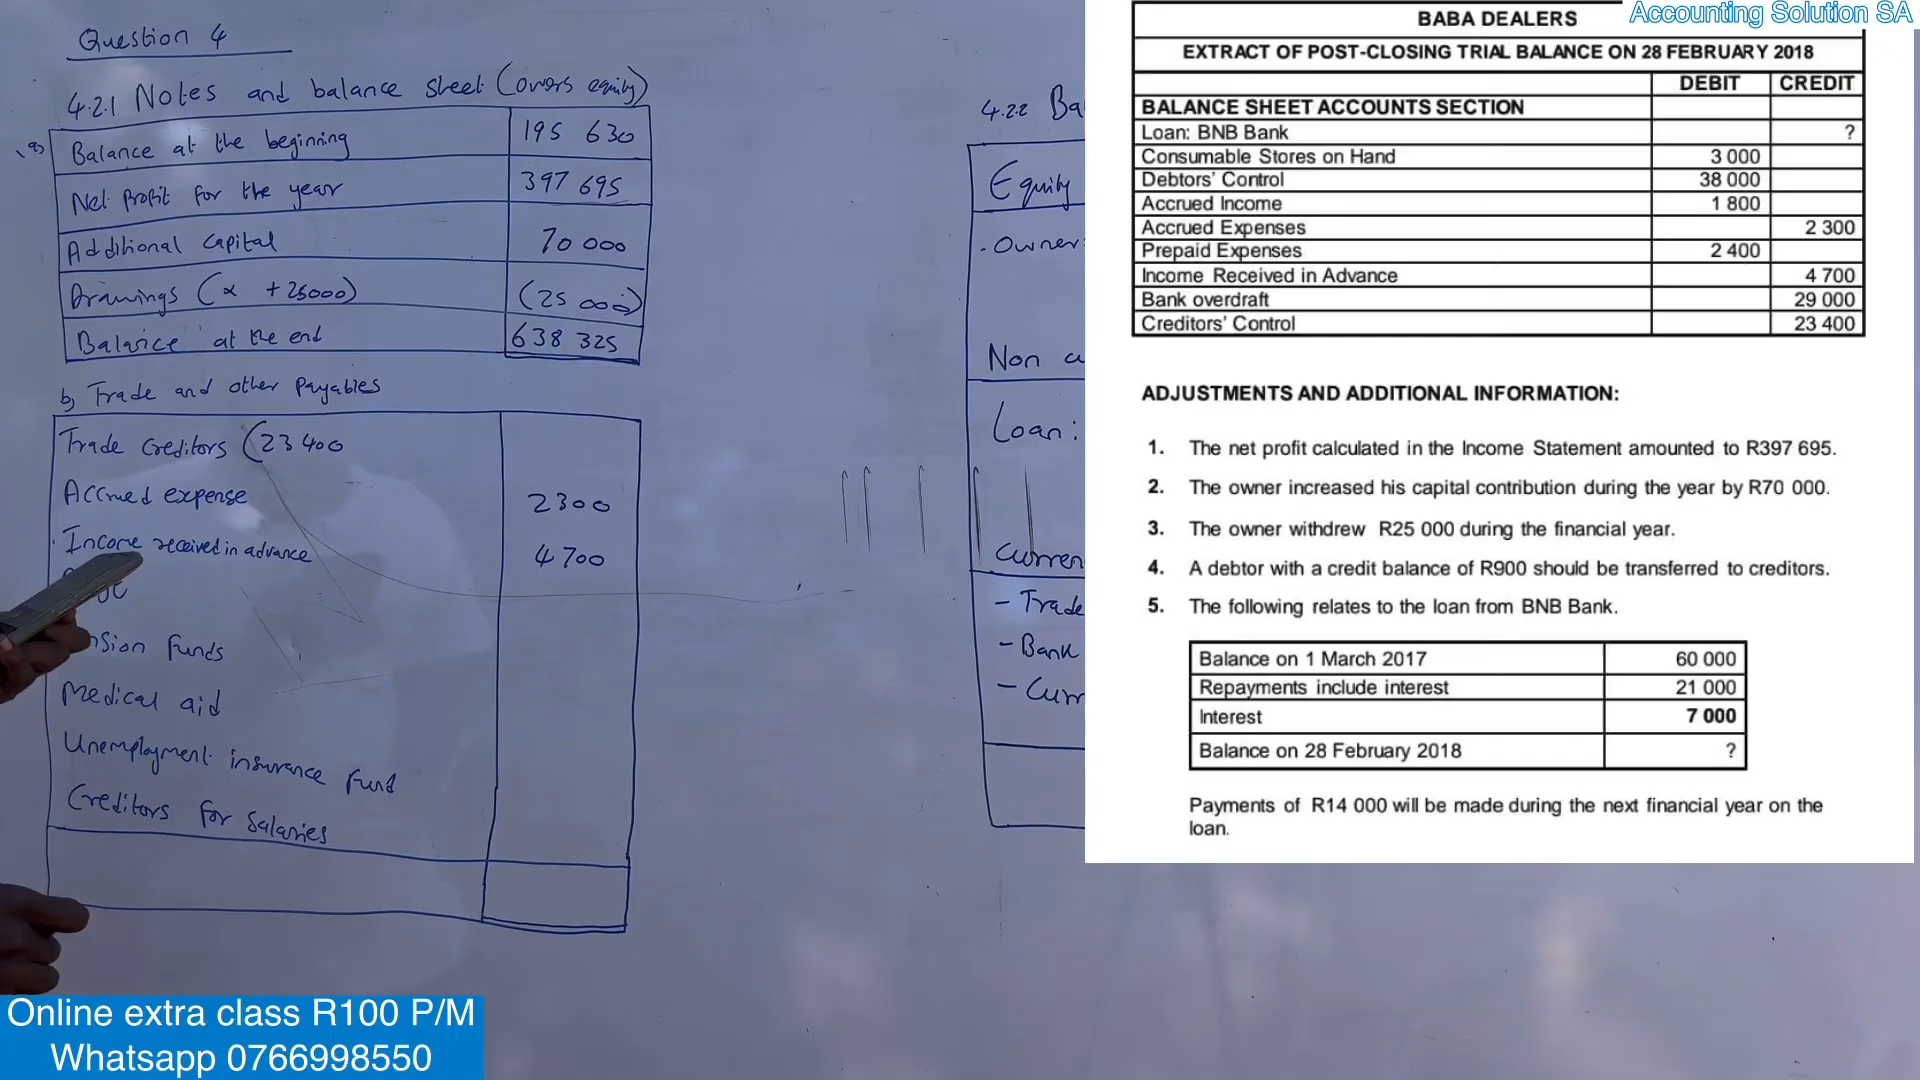 Question 4
4.2.1 Notes and balance sheet (owers equity)
a)
Balance at the beginning 195 630
Net Profit for the year 397 695
Additional Capital 70 000
Drawings ( + 25000) (25 000)
Balance at the end 638 325
b) Trade and other Payables
Trade Creditors (23 400
Accrued expense 2300
Income received in advance 4 700
Funds
Medical aid
Unemployment insurance Fund
Creditors for Salaries
4.2.2 Ba
Equity
- Owner
Non
Loan:
Curren
- Trade
- Bank
- Curr
Accounting Solution SA
BABA DEALERS
EXTRACT OF POST-CLOSING TRIAL BALANCE ON 28 FEBRUARY 2018
DEBIT CREDIT
BALANCE SHEET ACCOUNTS SECTION
Loan: BNB Bank ?
Consumable Stores on Hand 3 000
Debtors' Control 38 000
Accrued Income 1 800
Accrued Expenses 2 300
Prepaid Expenses 2 400
Income Received in Advance 4 700
Bank overdraft 29 000
Creditors' Control 23 400
ADJUSTMENTS AND ADDITIONAL INFORMATION:
1. The net profit calculated in the Income Statement amounted to R397 695.
2. The owner increased his capital contribution during the year by R70 000.
3. The owner withdrew R25 000 during the financial year.
4. A debtor with a credit balance of R900 should be transferred to creditors.
5. The following relates to the loan from BNB Bank.
Balance on 1 March 2017 60 000
Repayments include interest 21 000
Interest 7 000
Balance on 28 February 2018 ?
Payments of R14 000 will be made during the next financial year on the
loan.
Online extra class R100 P/M
Whatsapp 0766998550